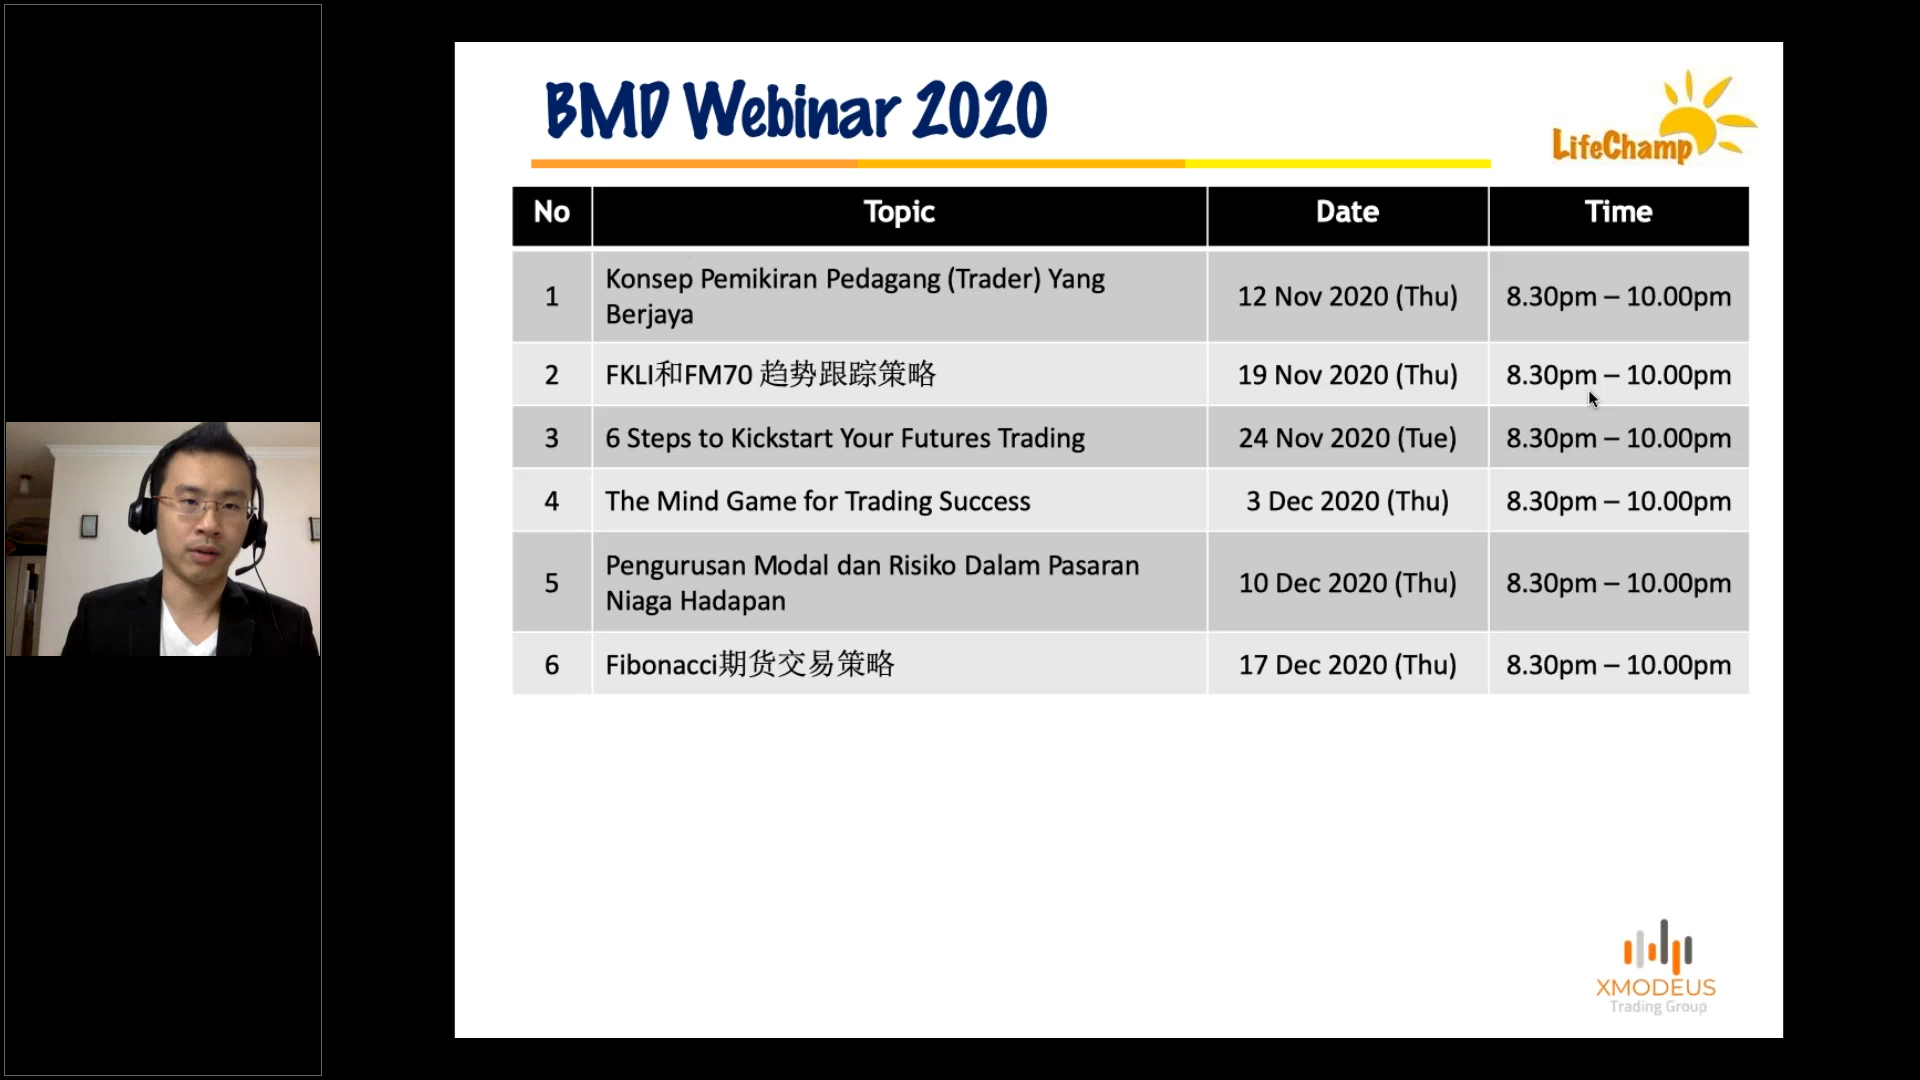 BMD Webinar 2020
LifeChamp
No Topic Date Time
1 Konsep Pemikiran Pedagang (Trader) Yang
Berjaya 12 Nov 2020 (Thu) 8.30pm – 10.00pm
2 FKLI和FM70 趋势跟踪策略 19 Nov 2020 (Thu) 8.30pm – 10.00pm
3 6 Steps to Kickstart Your Futures Trading 24 Nov 2020 (Tue) 8.30pm – 10.00pm
4 The Mind Game for Trading Success 3 Dec 2020 (Thu) 8.30pm – 10.00pm
5 Pengurusan Modal dan Risiko Dalam Pasaran
Niaga Hadapan 10 Dec 2020 (Thu) 8.30pm – 10.00pm
6 Fibonacci期货交易策略 17 Dec 2020 (Thu) 8.30pm – 10.00pm
XMODEUS
Trading Group